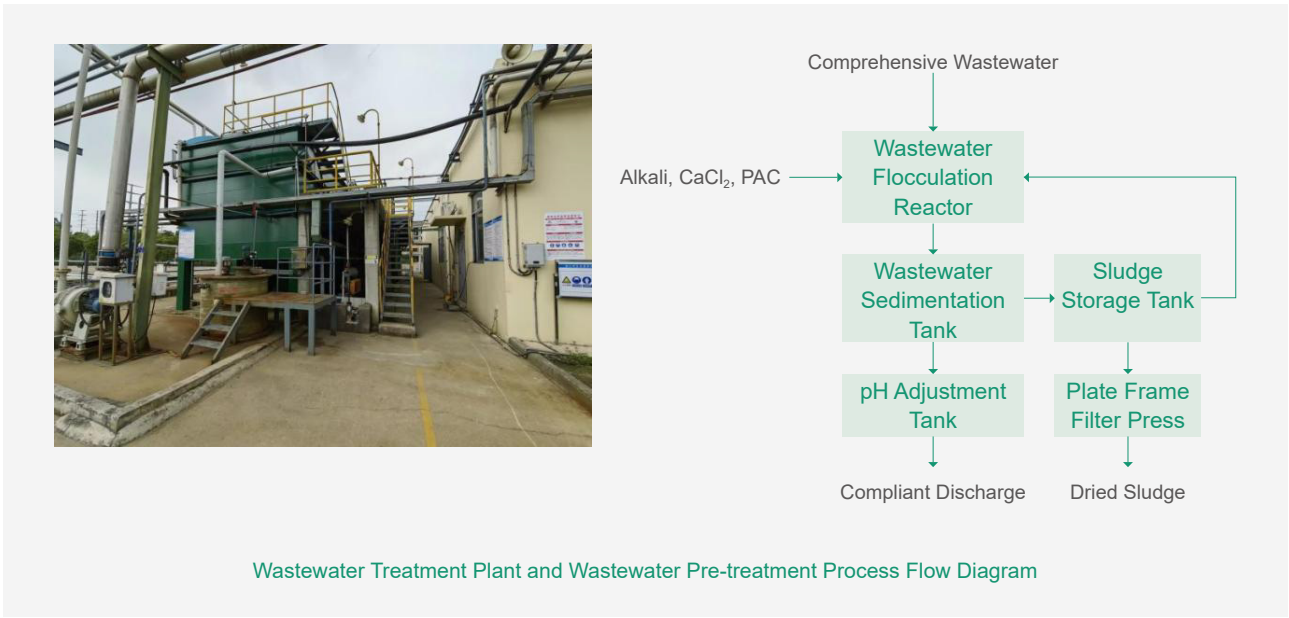 Comprehensive Wastewater
Wastewater
Flocculation
Reactor
Alkali, CaCl₂, PAC
Wastewater
Sedimentation
Tank
Sludge
Storage Tank
pH Adjustment
Tank
Plate Frame
Filter Press
Compliant Discharge
Dried Sludge
Wastewater Treatment Plant and Wastewater Pre-treatment Process Flow Diagram